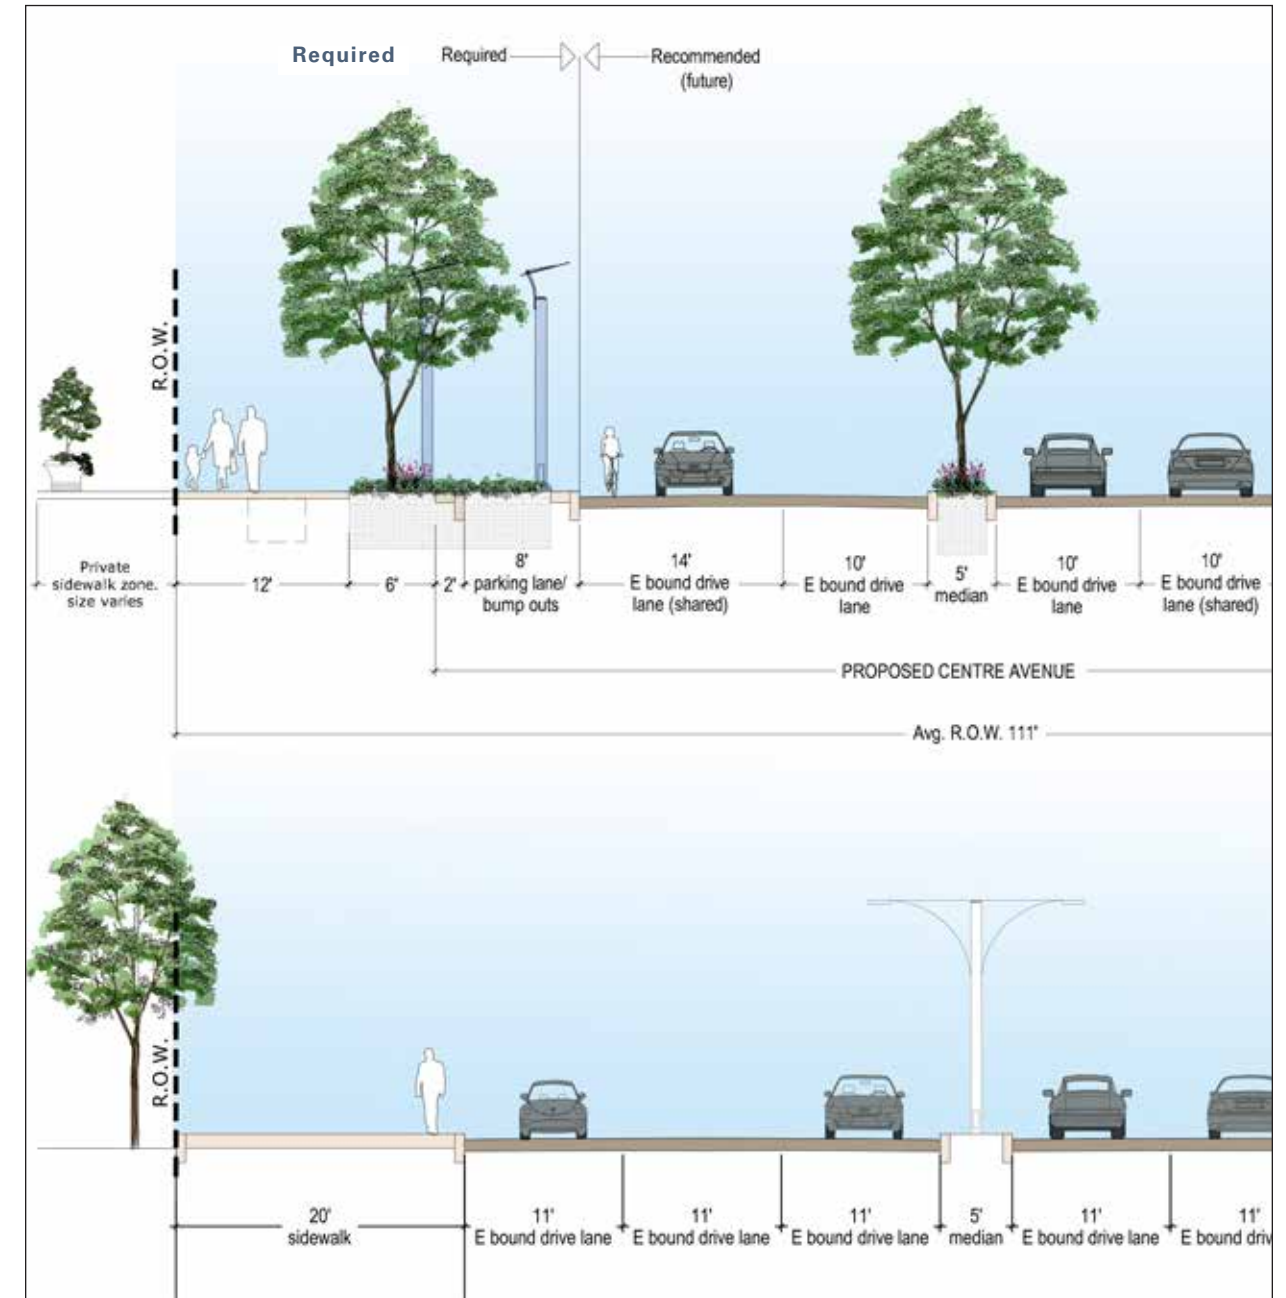 Required
Required
Recommended
(future)
R.O.W.
Private
sidewalk zone.
size varies
12'
6'
2'
8'
parking lane/
bump outs
14'
E bound drive
lane (shared)
10'
E bound drive
lane
5'
median
10'
E bound drive
lane
10'
E bound drive
lane (shared)
PROPOSED CENTRE AVENUE
Avg. R.O.W. 111'
R.O.W.
20'
sidewalk
11'
E bound drive lane
11'
E bound drive lane
11'
E bound drive lane
5'
median
11'
E bound drive lane
11'
E bound driv